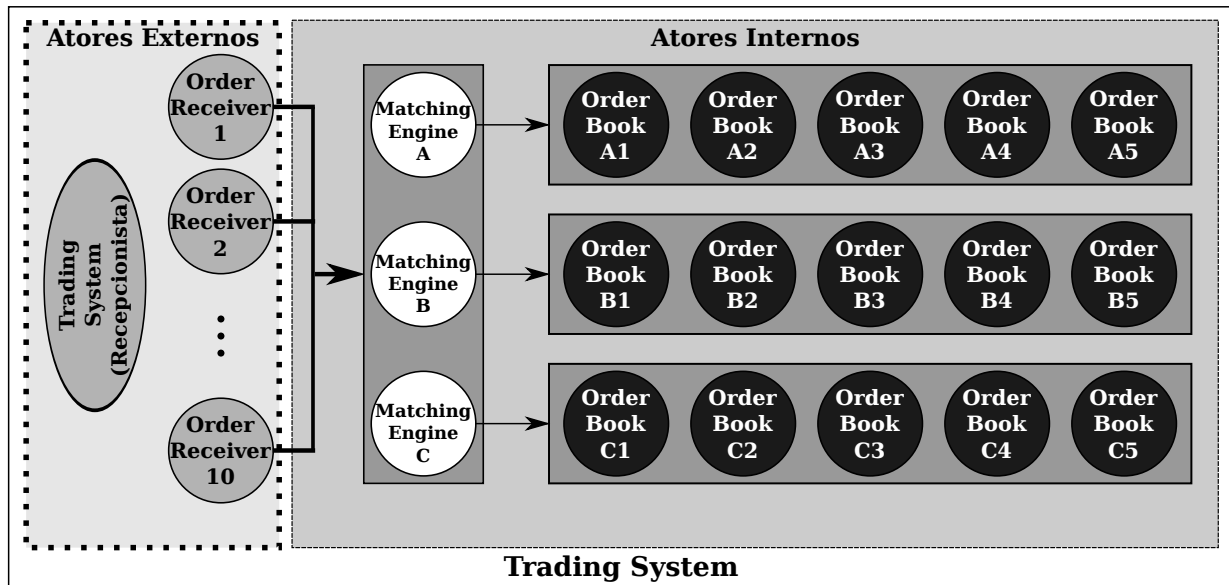 Atores Externos
Atores Internos
Order
Receiver
1
Order
Receiver
2
Order
Receiver
10
Trading
System
(Recepcionista)
Matching
Engine
A
Order
Book
A1
Order
Book
A2
Order
Book
A3
Order
Book
A4
Order
Book
A5
Matching
Engine
B
Order
Book
B1
Order
Book
B2
Order
Book
B3
Order
Book
B4
Order
Book
B5
Matching
Engine
C
Order
Book
C1
Order
Book
C2
Order
Book
C3
Order
Book
C4
Order
Book
C5
Trading System